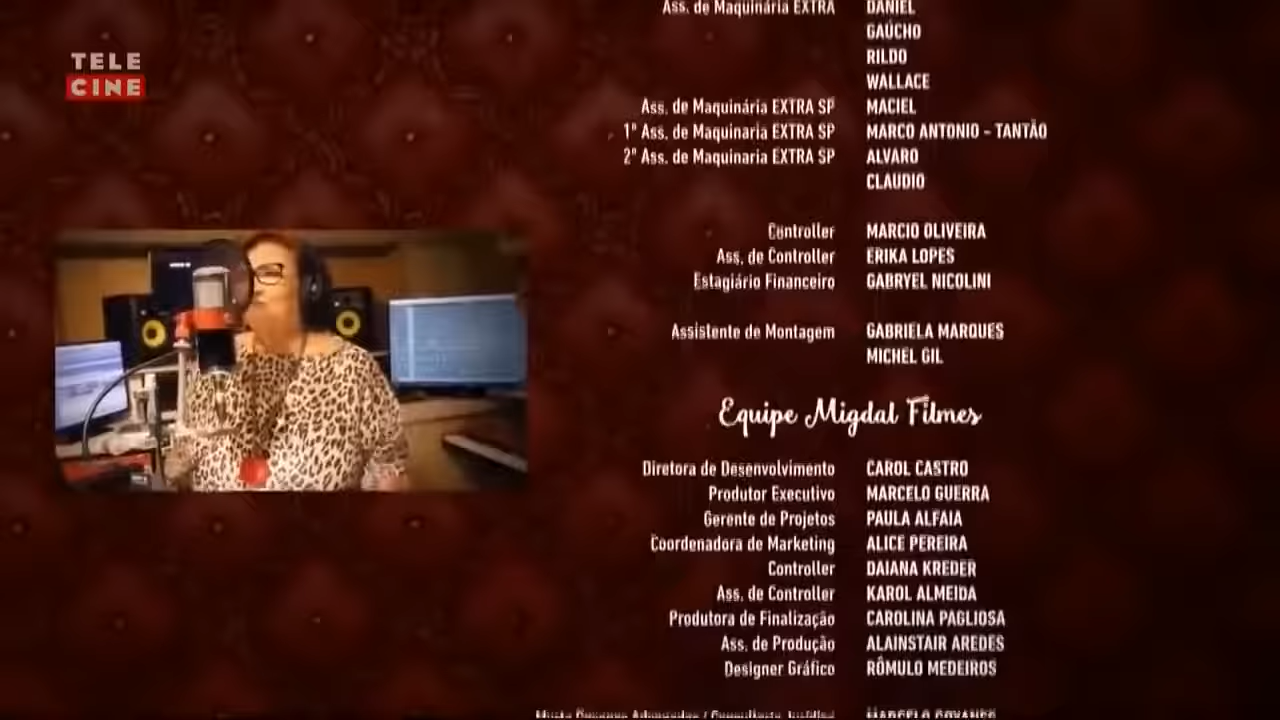 TELE
CINE
Ass. de Maquinária EXTRA DANIEL
GAÚCHO
RILDO
WALLACE
Ass. de Maquinária EXTRA SP MACIEL
1º Ass. de Maquinaria EXTRA SP MARCO ANTONIO - TANTÃO
2º Ass. de Maquinaria EXTRA SP ALVARO
CLAUDIO
Controller MARCIO OLIVEIRA
Ass. de Controller ERIKA LOPES
Estagiário Financeiro GABRYEL NICOLINI
Assistente de Montagem GABRIELA MARQUES
MICHEL GIL
Equipe Migdal Filmes
Diretora de Desenvolvimento CAROL CASTRO
Produtor Executivo MARCELO GUERRA
Gerente de Projetos PAULA ALFAIA
Coordenadora de Marketing ALICE PEREIRA
Controller DAIANA KREDER
Ass. de Controller KAROL ALMEIDA
Produtora de Finalização CAROLINA PAGLIOSA
Ass. de Produção ALAINSTAIR AREDES
Designer Gráfico RÔMULO MEDEIROS